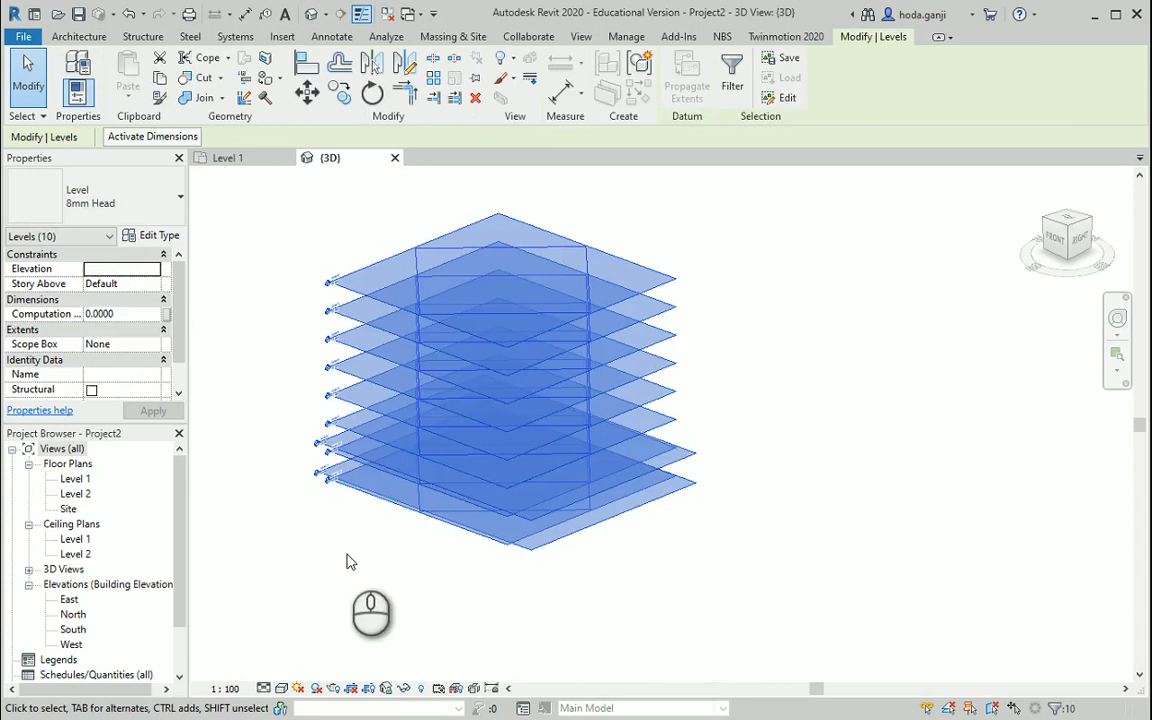 Autodesk Revit 2020 - Educational Version - Project2 - 3D View: {3D}
hoda.ganji
File Architecture Structure Steel Systems Insert Annotate Analyze Massing & Site Collaborate View Manage Add-Ins NBS Twinmotion 2020 Modify | Levels
Modify
Paste
Cope
Cut
Join
Propagate
Extents
Filter
Save
Load
Edit
Select Properties Clipboard Geometry Modify View Measure Create Datum Selection
Modify | Levels Activate Dimensions
Properties
Level 1
{3D}
Level
8mm Head
Levels (10) Edit Type
Constraints
Elevation
Story Above Default
Dimensions
Computation ... 0.0000
Extents
Scope Box None
Identity Data
Name
Structural
Properties help Apply
FRONT RIGHT
Project Browser - Project2
Views (all)
Floor Plans
Level 1
Level 2
Site
Ceiling Plans
Level 1
Level 2
3D Views
Elevations (Building Elevation
East
North
South
West
Legends
Schedules/Quantities (all)
1 : 100
Click to select, TAB for alternates, CTRL adds, SHIFT unselect :0 Main Model :10